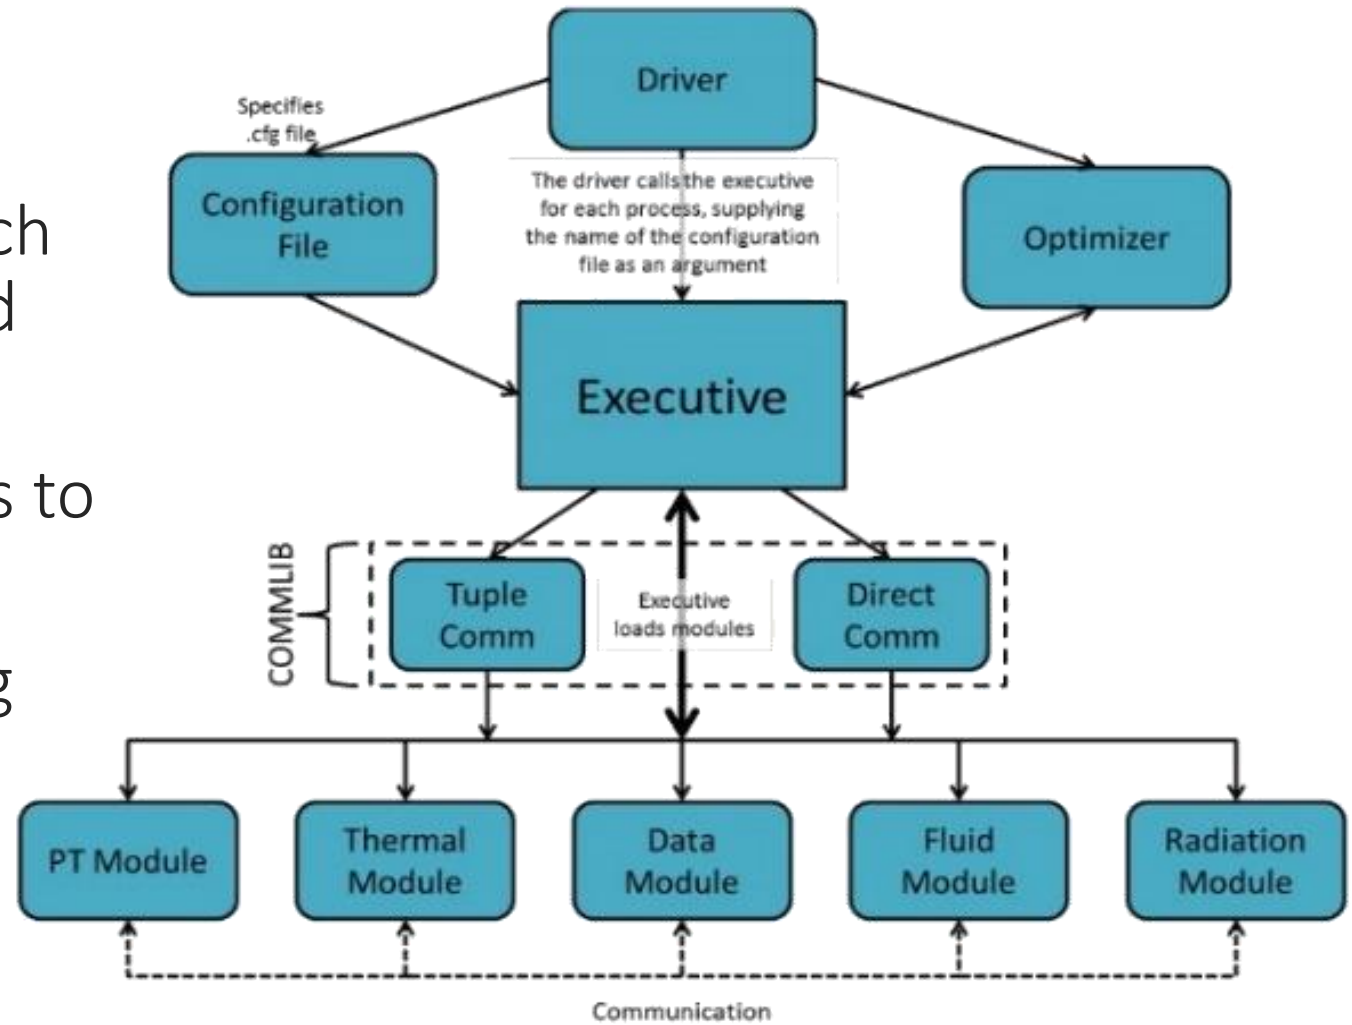 Driver
Specifies
.cfg file
Configuration
File
The driver calls the executive
for each process, supplying
the name of the configuration
file as an argument
Optimizer
Executive
COMMLIB
Tuple
Comm
Executive
loads modules
Direct
Comm
PT Module
Thermal
Module
Data
Module
Fluid
Module
Radiation
Module
Communication
ch
d
s to
g